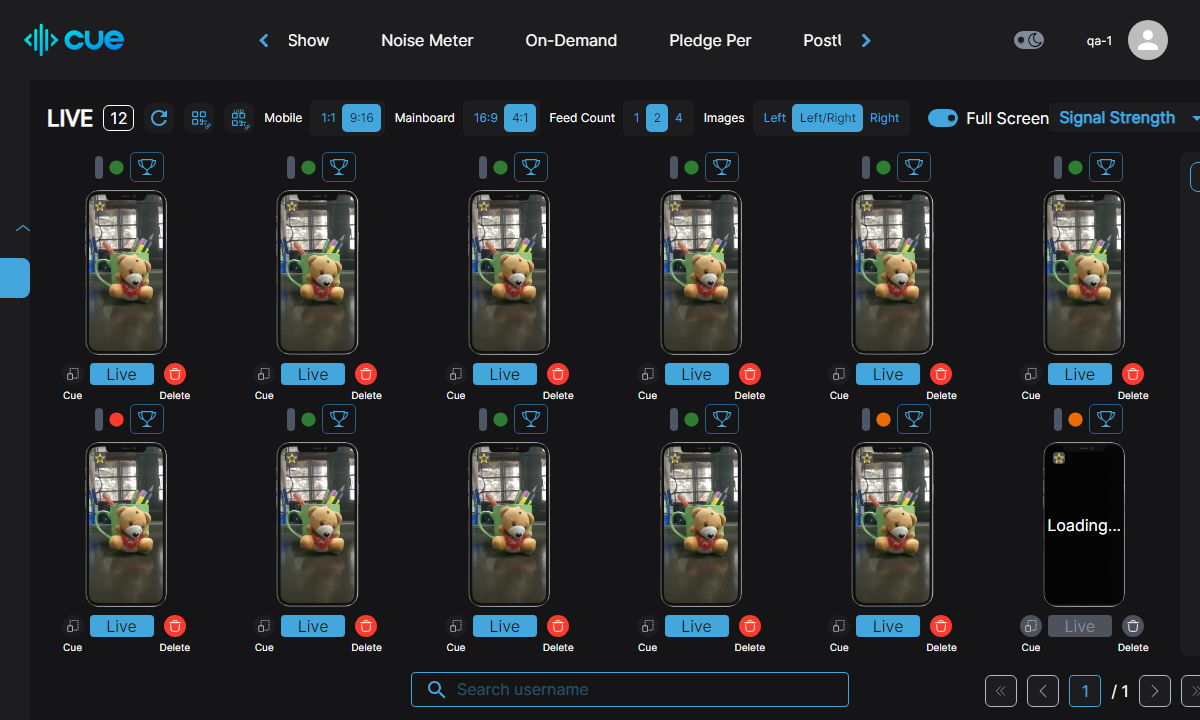 cue
Show
Noise Meter
On-Demand
Pledge Per
qa-1
LIVE 12 Mobile 1:1 9:16 Mainboard 16:9 4:1 Feed Count 1 2 4 Images Left Left/Right Right Full Screen Signal Strength
Live Live Live Live Live Live
Cue Delete Cue Delete Cue Delete Cue Delete Cue Delete Cue Delete
Loading...
Live Live Live Live Live Live
Cue Delete Cue Delete Cue Delete Cue Delete Cue Delete Cue Delete
Search username
1 / 1